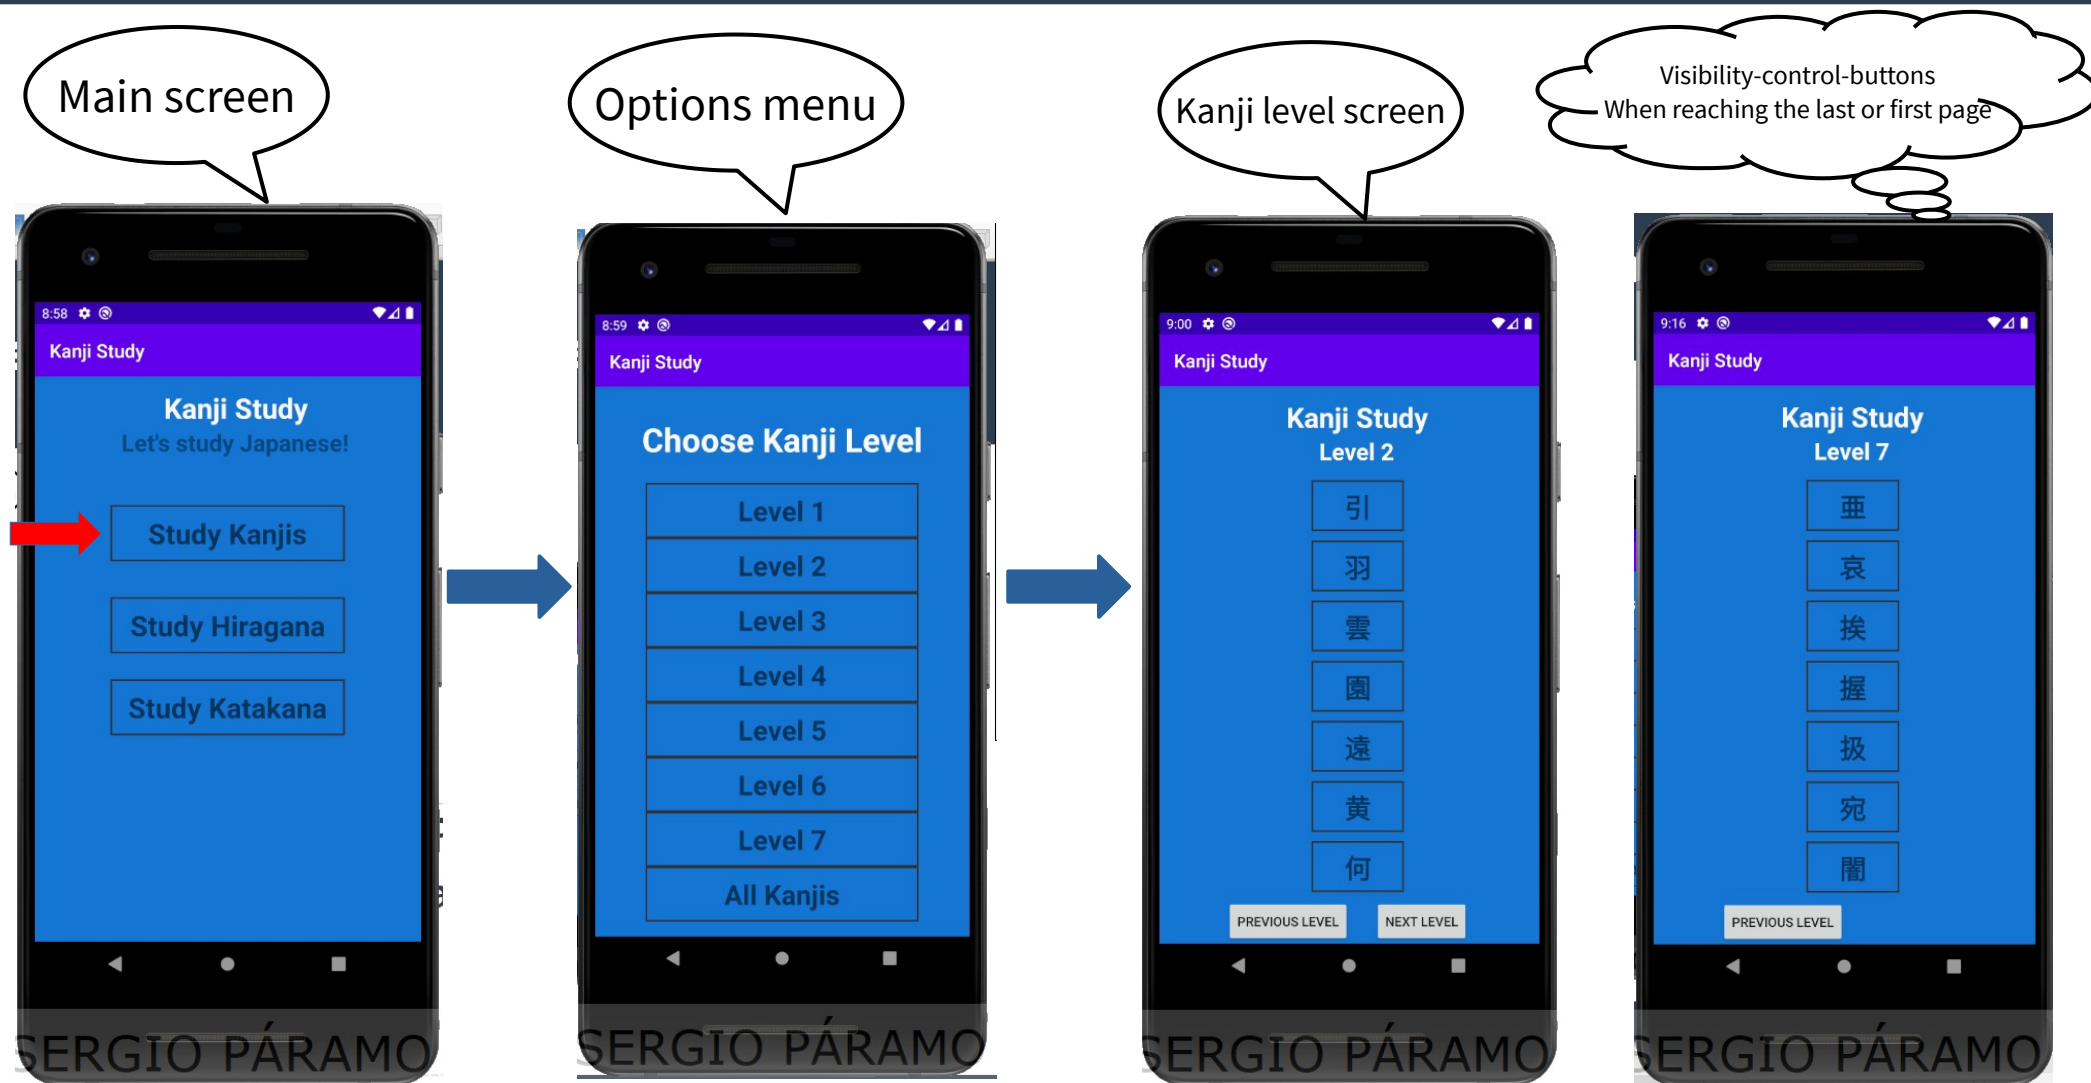 Main screen
8:58
Kanji Study
Kanji Study
Let's study Japanese!
Study Kanjis
Study Hiragana
Study Katakana
SERGIO PÁRAMO
Options menu
8:59
Kanji Study
Choose Kanji Level
Level 1
Level 2
Level 3
Level 4
Level 5
Level 6
Level 7
All Kanjis
SERGIO PÁRAMO
Kanji level screen
9:00
Kanji Study
Kanji Study
Level 2
引
羽
雲
園
遠
黄
何
PREVIOUS LEVEL NEXT LEVEL
SERGIO PÁRAMO
Visibility-control-buttons
When reaching the last or first page
9:16
Kanji Study
Kanji Study
Level 7
亜
哀
挨
握
扱
宛
闇
PREVIOUS LEVEL
SERGIO PÁRAMO